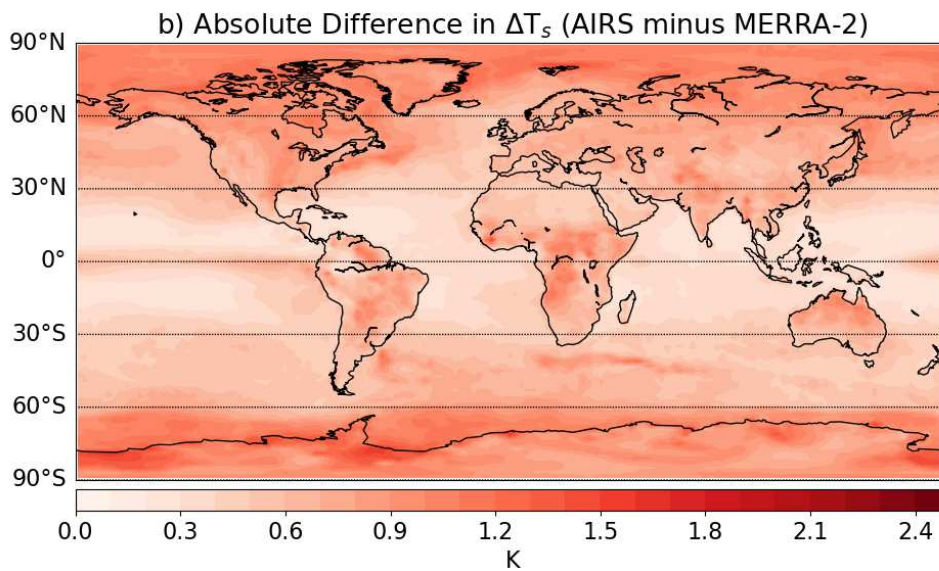 b) Absolute Difference in ΔTₛ (AIRS minus MERRA-2)
90°N
60°N
30°N
0°
30°S
60°S
90°S
0.0 0.3 0.6 0.9 1.2 1.5 1.8 2.1 2.4
K